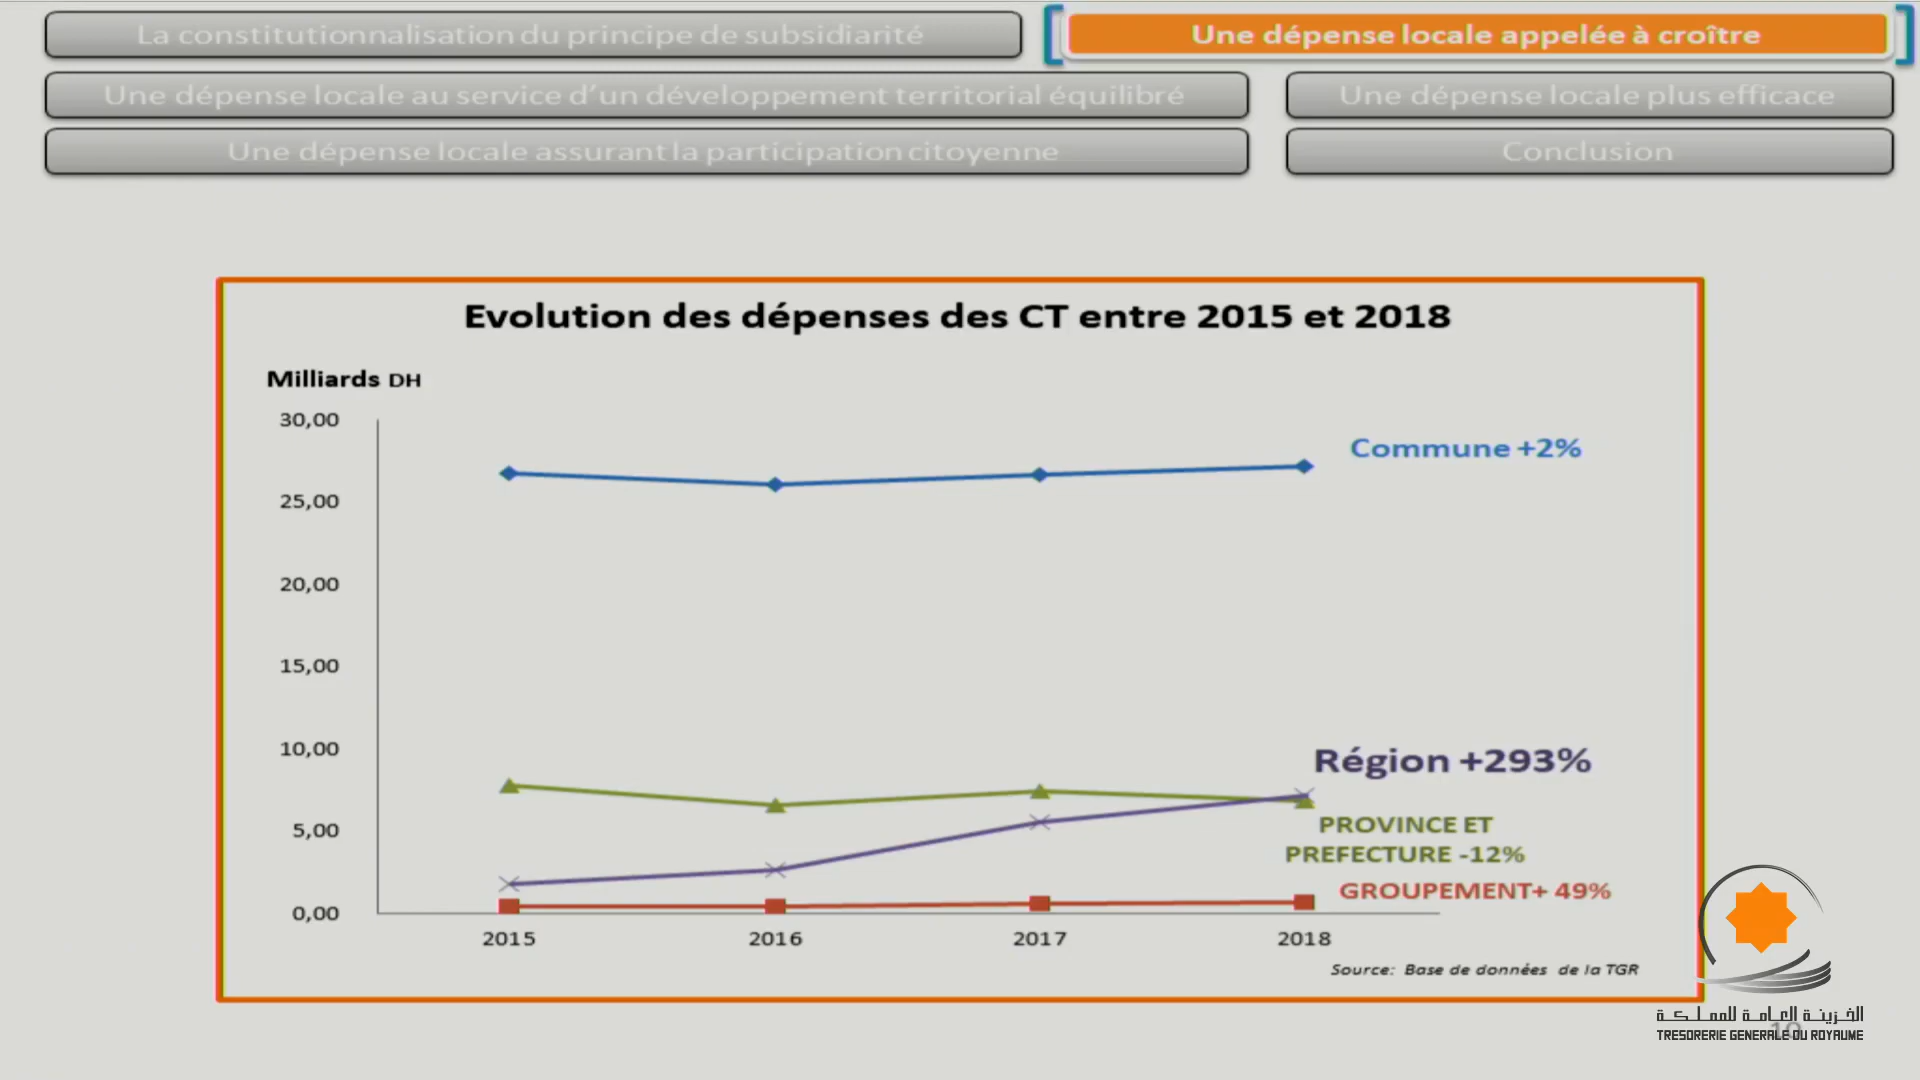 La constitutionnalisation du principe de subsidiarité
Une dépense locale appelée à croître
Une dépense locale au service d’un développement territorial équilibré
Une dépense locale plus efficace
Une dépense locale assurant la participation citoyenne
Conclusion
Evolution des dépenses des CT entre 2015 et 2018
Milliards DH
30,00
25,00
20,00
15,00
10,00
5,00
0,00
Commune +2%
Région +293%
PROVINCE ET
PREFECTURE -12%
GROUPEMENT+ 49%
2015 2016 2017 2018
Source: Base de données de la TGR
الخزينة العامة للمملكة
TRESORERIE GENERALE DU ROYAUME
10